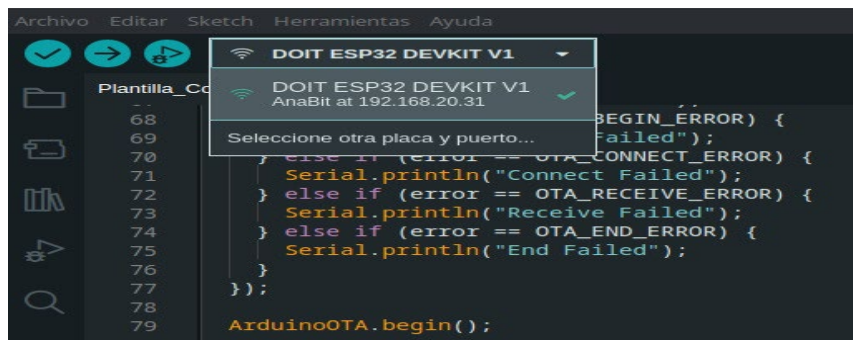 Archivo Editar Sketch Herramientas Ayuda
DOIT ESP32 DEVKIT V1
Plantilla_Co
DOIT ESP32 DEVKIT V1
AnaBit at 192.168.20.31
Seleccione otra placa y puerto...
68 BEGIN_ERROR) {
69 Failed");
70 } else if (error == OTA_CONNECT_ERROR) {
71 Serial.println("Connect Failed");
72 } else if (error == OTA_RECEIVE_ERROR) {
73 Serial.println("Receive Failed");
74 } else if (error == OTA_END_ERROR) {
75 Serial.println("End Failed");
76 }
77 });
78
79 ArduinoOTA.begin();